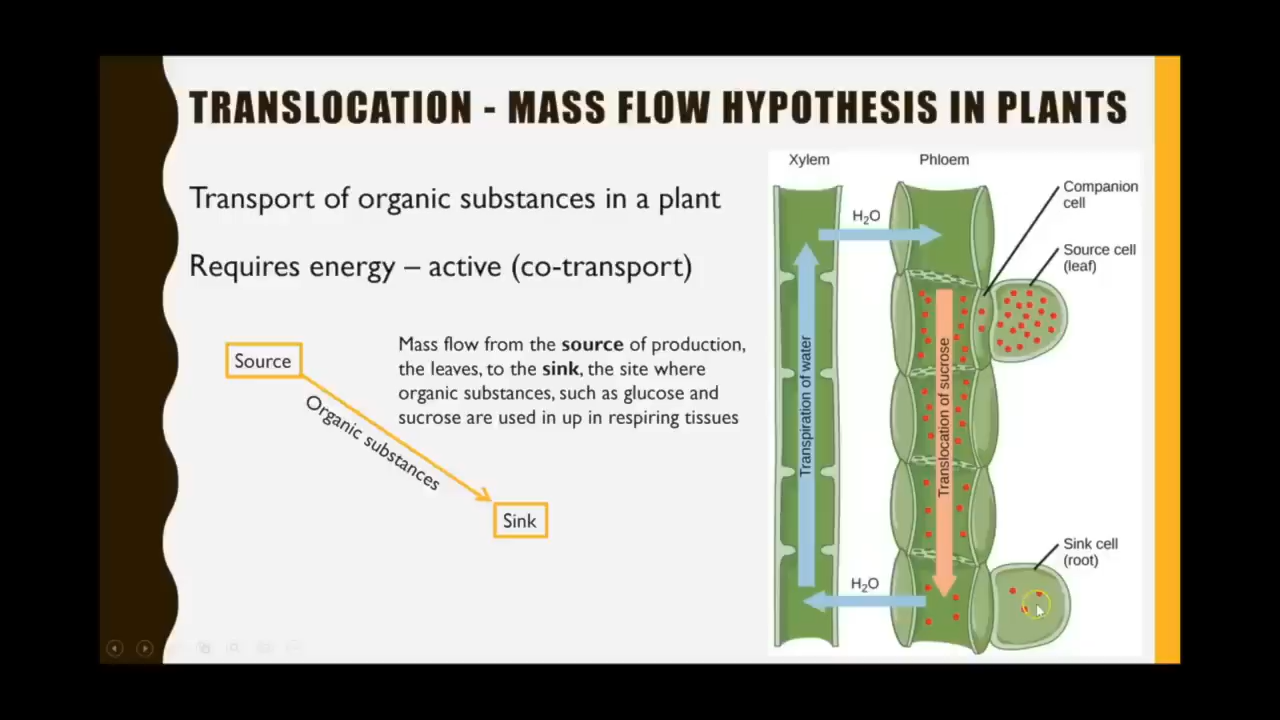 TRANSLOCATION - MASS FLOW HYPOTHESIS IN PLANTS
Transport of organic substances in a plant
Requires energy – active (co-transport)
Source
Organic substances
Sink
Mass flow from the source of production,
the leaves, to the sink, the site where
organic substances, such as glucose and
sucrose are used in up in respiring tissues
Xylem
Phloem
Companion
cell
H₂O
Source cell
(leaf)
Transpiration of water
Translocation of sucrose
Sink cell
(root)
H₂O